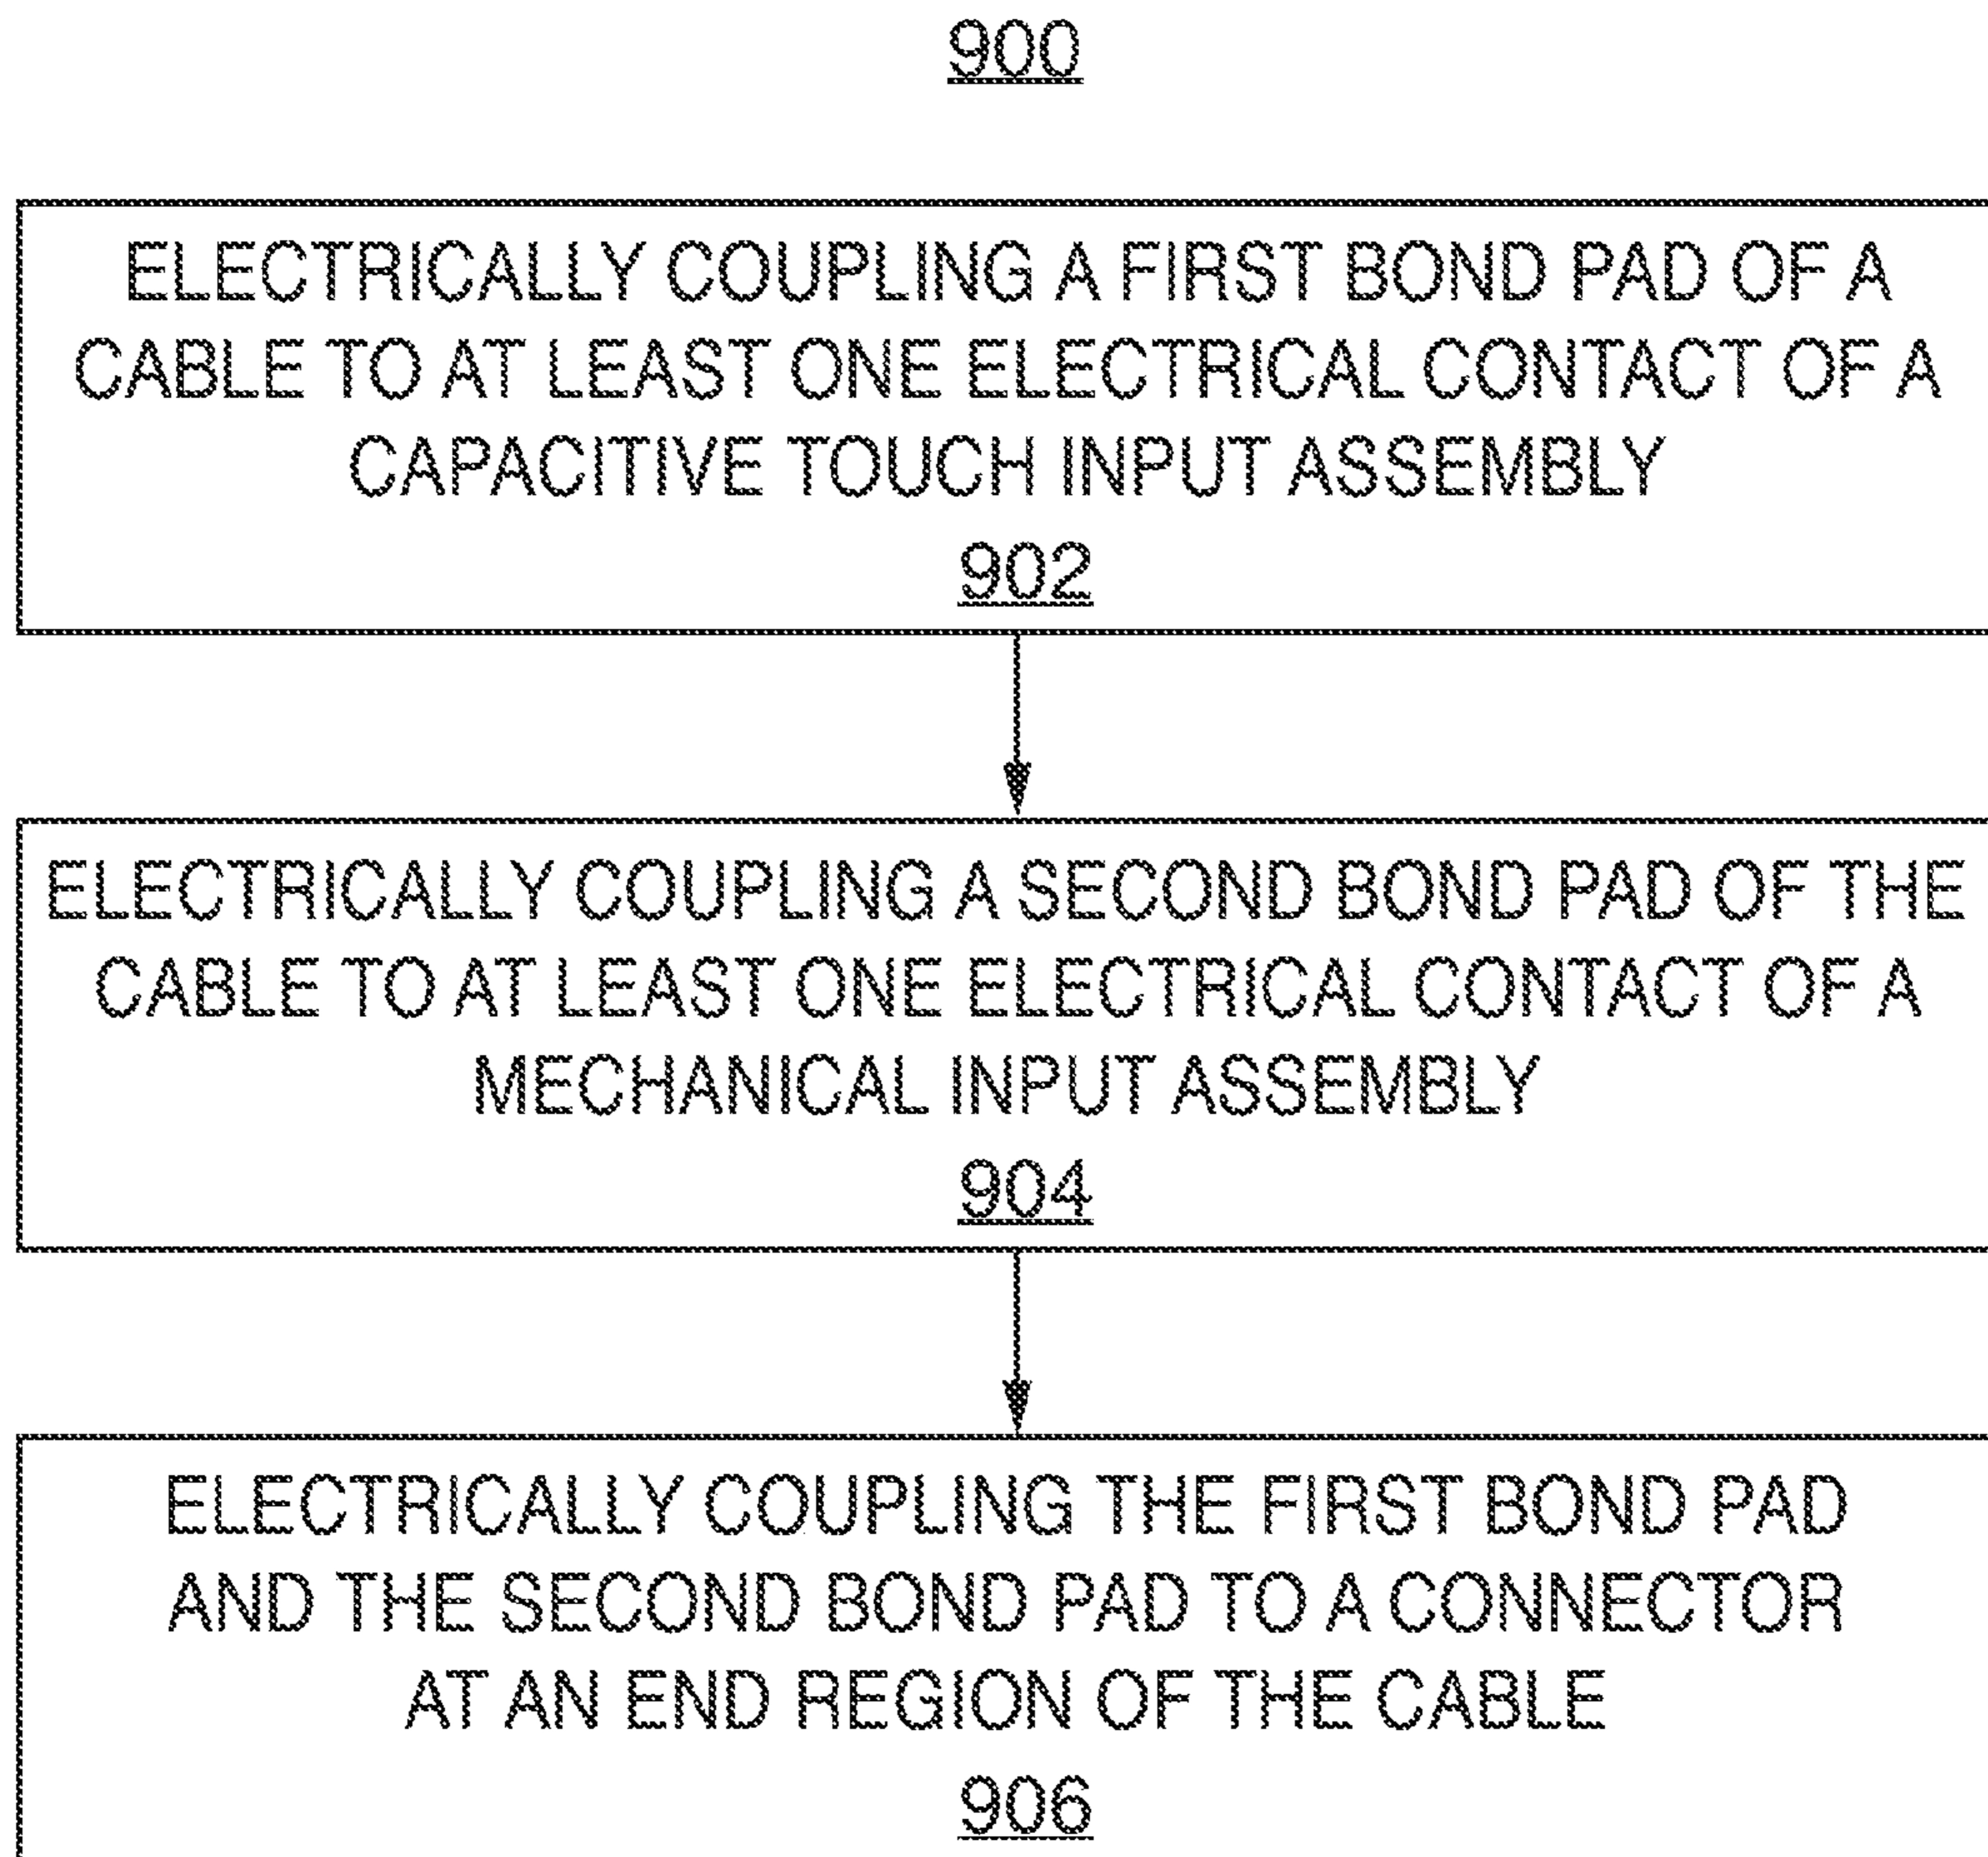 900
ELECTRICALLY COUPLING A FIRST BOND PAD OF A
CABLE TO AT LEAST ONE ELECTRICAL CONTACT OF A
CAPACITIVE TOUCH INPUT ASSEMBLY
902
ELECTRICALLY COUPLING A SECOND BOND PAD OF THE
CABLE TO AT LEAST ONE ELECTRICAL CONTACT OF A
MECHANICAL INPUT ASSEMBLY
904
ELECTRICALLY COUPLING THE FIRST BOND PAD
AND THE SECOND BOND PAD TO A CONNECTOR
AT AN END REGION OF THE CABLE
906